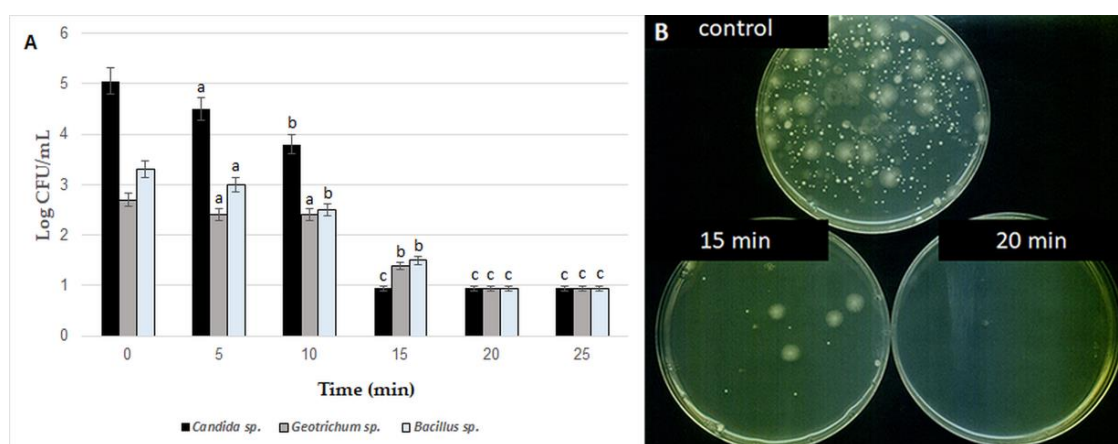 A
Log CFU/mL
6
5
4
3
2
1
0
a
b
a
a
a
a
b
c
b
b
c
c
c
c
c
c
0 5 10 15 20 25
Time (min)
Candida sp. Geotrichum sp. Bacillus sp.
B
control
15 min
20 min